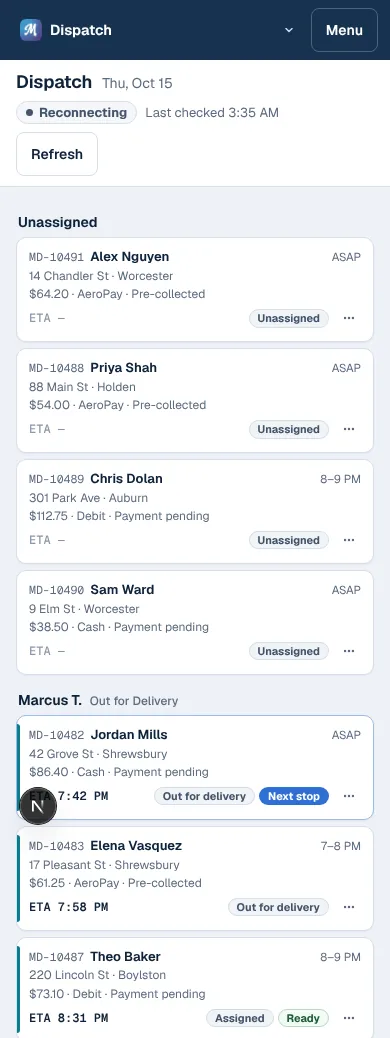 M Dispatch Menu
Dispatch Thu, Oct 15
Reconnecting Last checked 3:35 AM
Refresh
Unassigned
MD-10491 Alex Nguyen ASAP
14 Chandler St · Worcester
$64.20 · AeroPay · Pre-collected
ETA — Unassigned ···
MD-10488 Priya Shah ASAP
88 Main St · Holden
$54.00 · AeroPay · Pre-collected
ETA — Unassigned ···
MD-10489 Chris Dolan 8–9 PM
301 Park Ave · Auburn
$112.75 · Debit · Payment pending
ETA — Unassigned ···
MD-10490 Sam Ward ASAP
9 Elm St · Worcester
$38.50 · Cash · Payment pending
ETA — Unassigned ···
Marcus T. Out for Delivery
MD-10482 Jordan Mills ASAP
42 Grove St · Shrewsbury
$86.40 · Cash · Payment pending
N 7:42 PM Out for delivery Next stop ···
MD-10483 Elena Vasquez 7–8 PM
17 Pleasant St · Shrewsbury
$61.25 · AeroPay · Pre-collected
ETA 7:58 PM Out for delivery ···
MD-10487 Theo Baker 8–9 PM
220 Lincoln St · Boylston
$73.10 · Debit · Payment pending
ETA 8:31 PM Assigned Ready ···